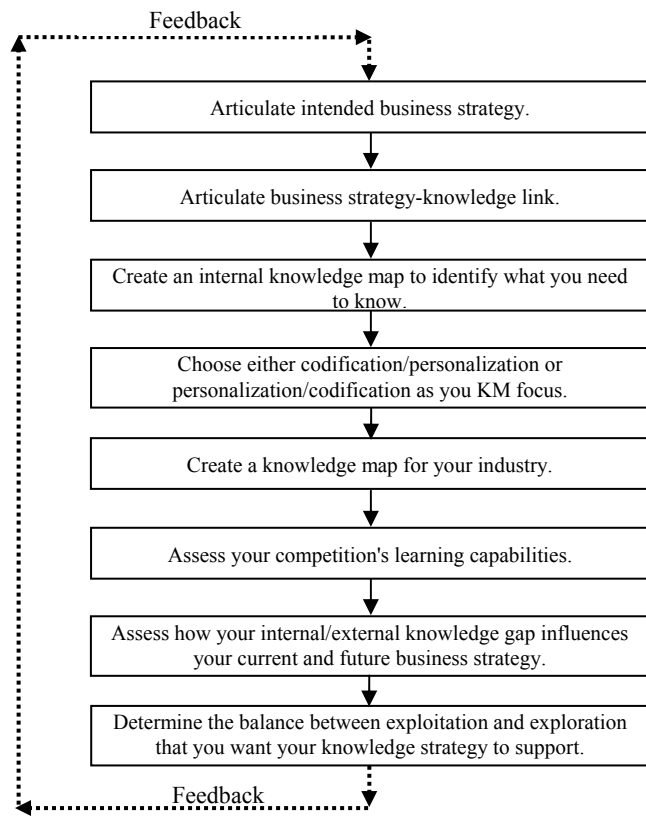 Feedback
Articulate intended business strategy.
Articulate business strategy-knowledge link.
Create an internal knowledge map to identify what you need
to know.
Choose either codification/personalization or
personalization/codification as you KM focus.
Create a knowledge map for your industry.
Assess your competition's learning capabilities.
Assess how your internal/external knowledge gap influences
your current and future business strategy.
Determine the balance between exploitation and exploration
that you want your knowledge strategy to support.
Feedback